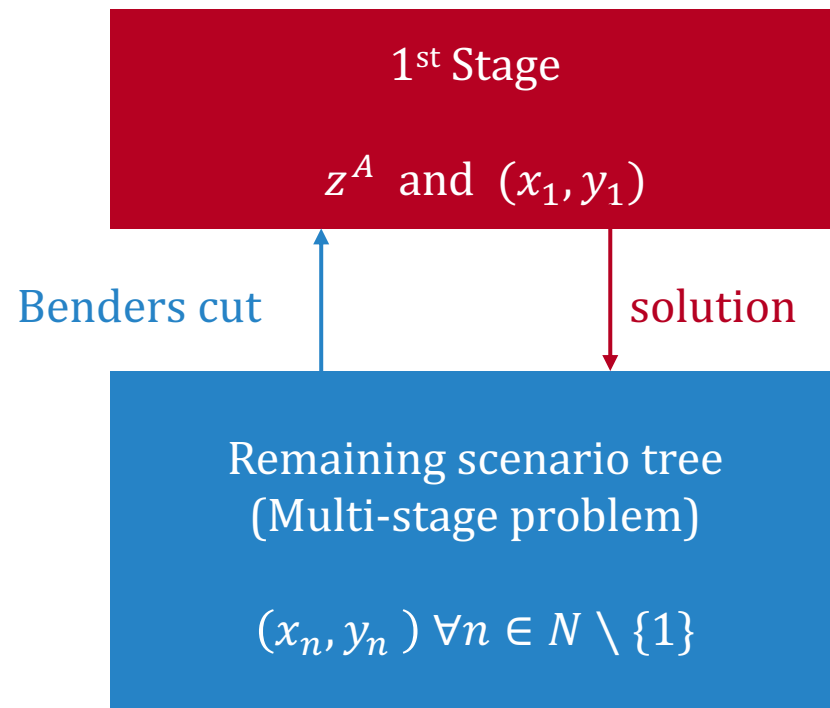 1st Stage
z^A and (x_1, y_1)
Benders cut
solution
Remaining scenario tree
(Multi-stage problem)
(x_n, y_n) ∀n ∈ N \ {1}